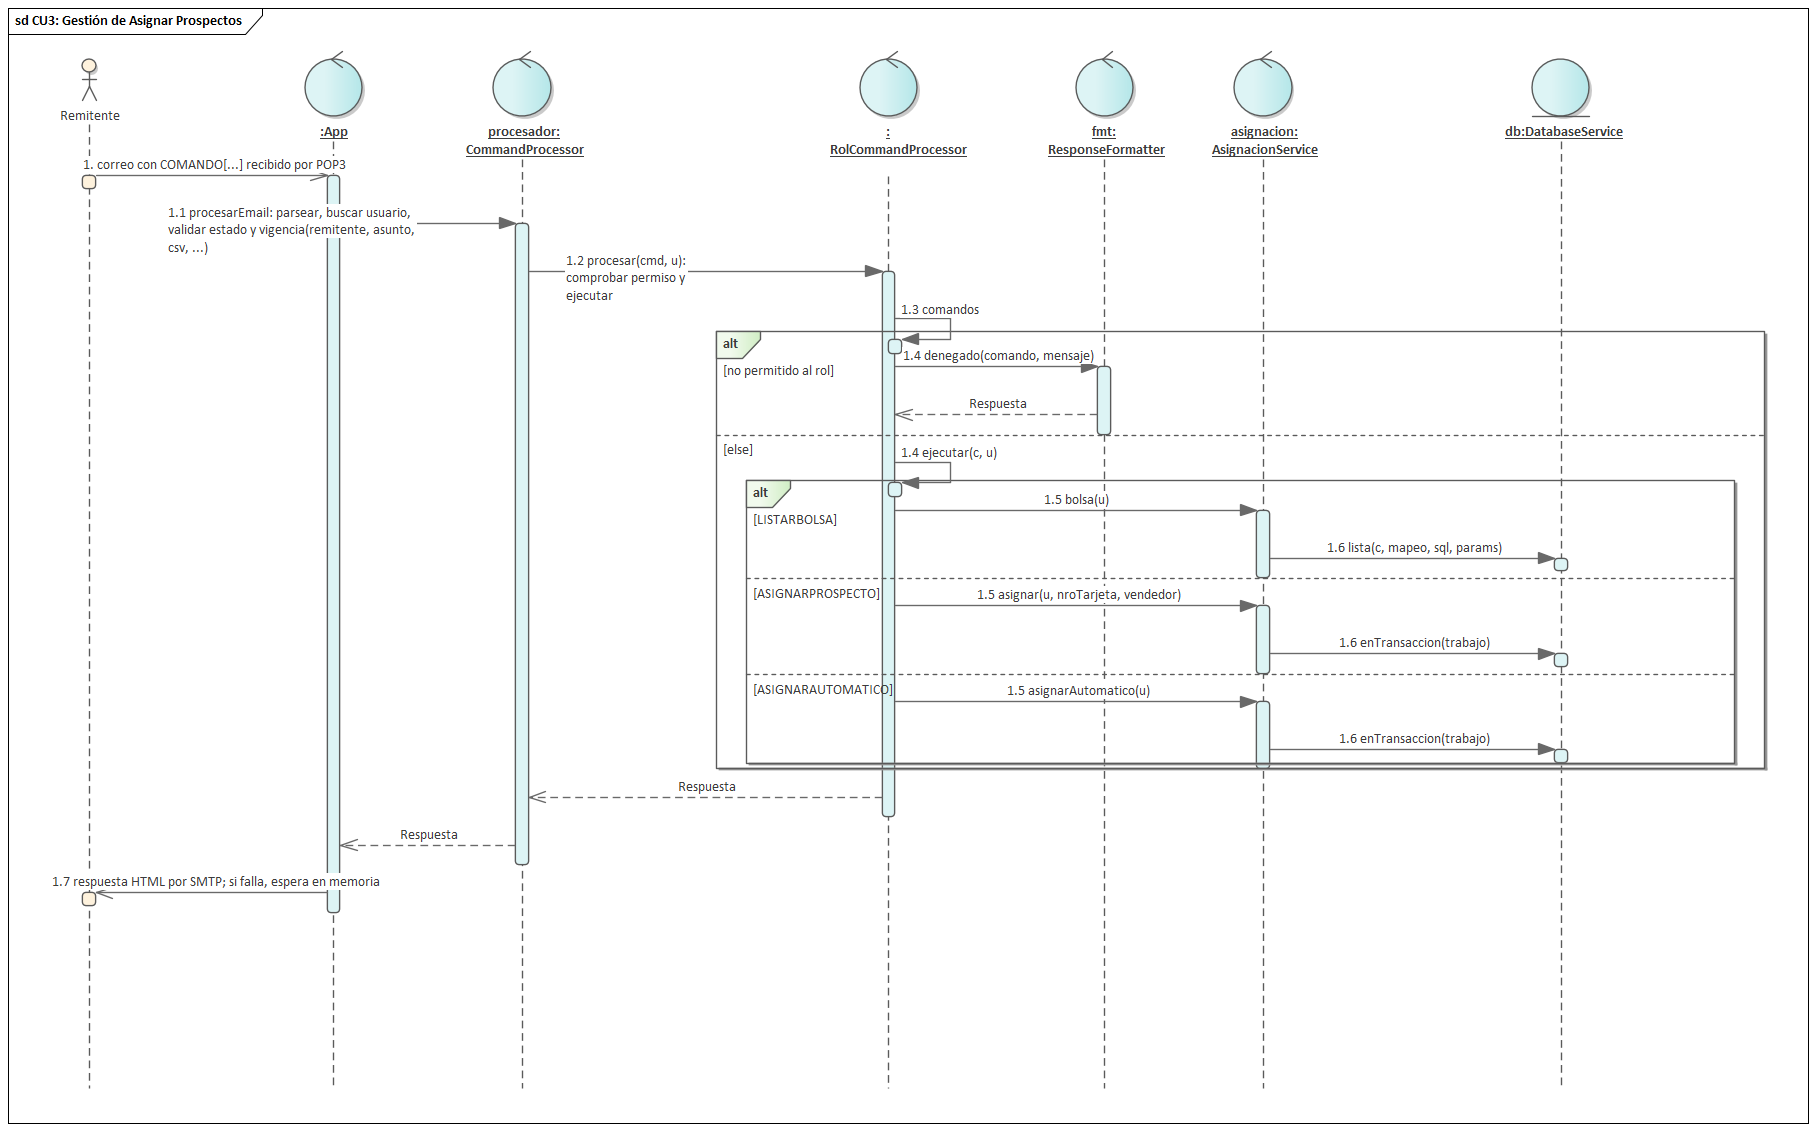 sd CU3: Gestión de Asignar Prospectos
Remitente
:App
procesador:
CommandProcessor
:
RolCommandProcessor
fmt:
ResponseFormatter
asignacion:
AsignacionService
db:DatabaseService
1. correo con COMANDO[...] recibido por POP3
1.1 procesarEmail: parsear, buscar usuario,
validar estado y vigencia(remitente, asunto,
csv, ...)
1.2 procesar(cmd, u):
comprobar permiso y
ejecutar
1.3 comandos
alt
[no permitido al rol]
1.4 denegado(comando, mensaje)
Respuesta
[else]
1.4 ejecutar(c, u)
alt
[LISTARBOLSA]
1.5 bolsa(u)
1.6 lista(c, mapeo, sql, params)
[ASIGNARPROSPECTO]
1.5 asignar(u, nroTarjeta, vendedor)
1.6 enTransaccion(trabajo)
[ASIGNARAUTOMATICO]
1.5 asignarAutomatico(u)
1.6 enTransaccion(trabajo)
Respuesta
Respuesta
1.7 respuesta HTML por SMTP; si falla, espera en memoria